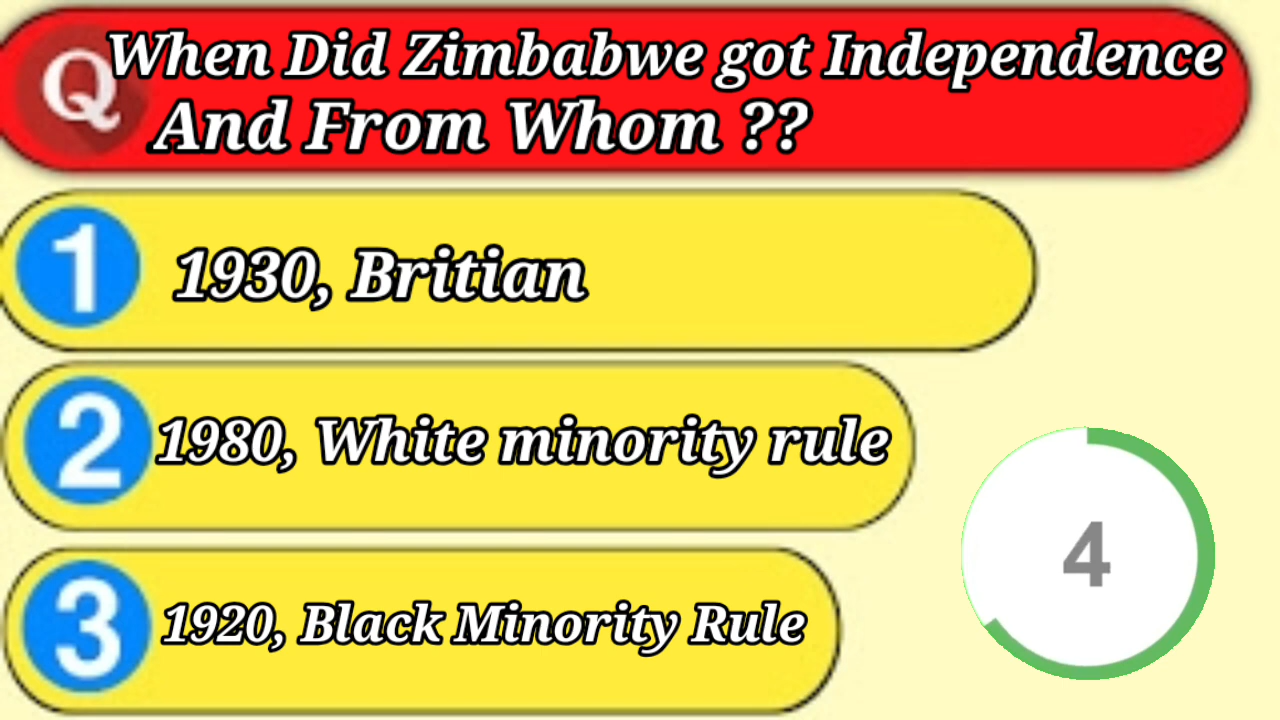 Q When Did Zimbabwe got Independence
And From Whom ??
1 1930, Britian
2 1980, White minority rule
3 1920, Black Minority Rule
4